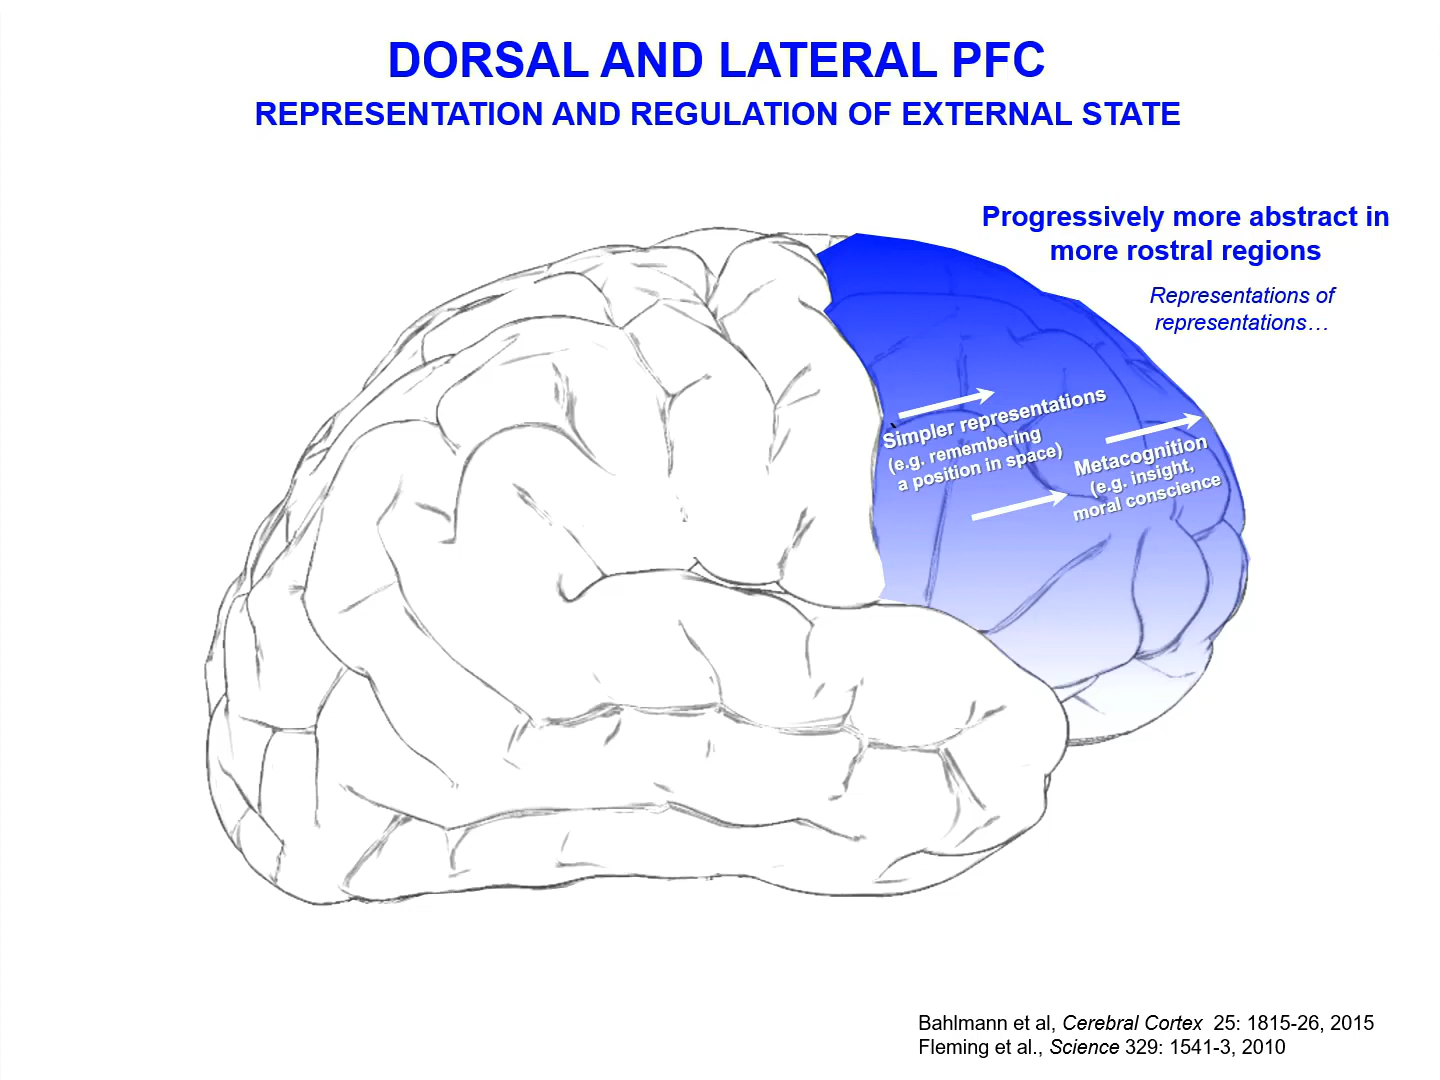 DORSAL AND LATERAL PFC
REPRESENTATION AND REGULATION OF EXTERNAL STATE
Progressively more abstract in
more rostral regions
Representations of
representations…
Simpler representations
(e.g. remembering
a position in space)
Metacognition
(e.g. insight,
moral conscience
Bahlmann et al, Cerebral Cortex 25: 1815-26, 2015
Fleming et al., Science 329: 1541-3, 2010